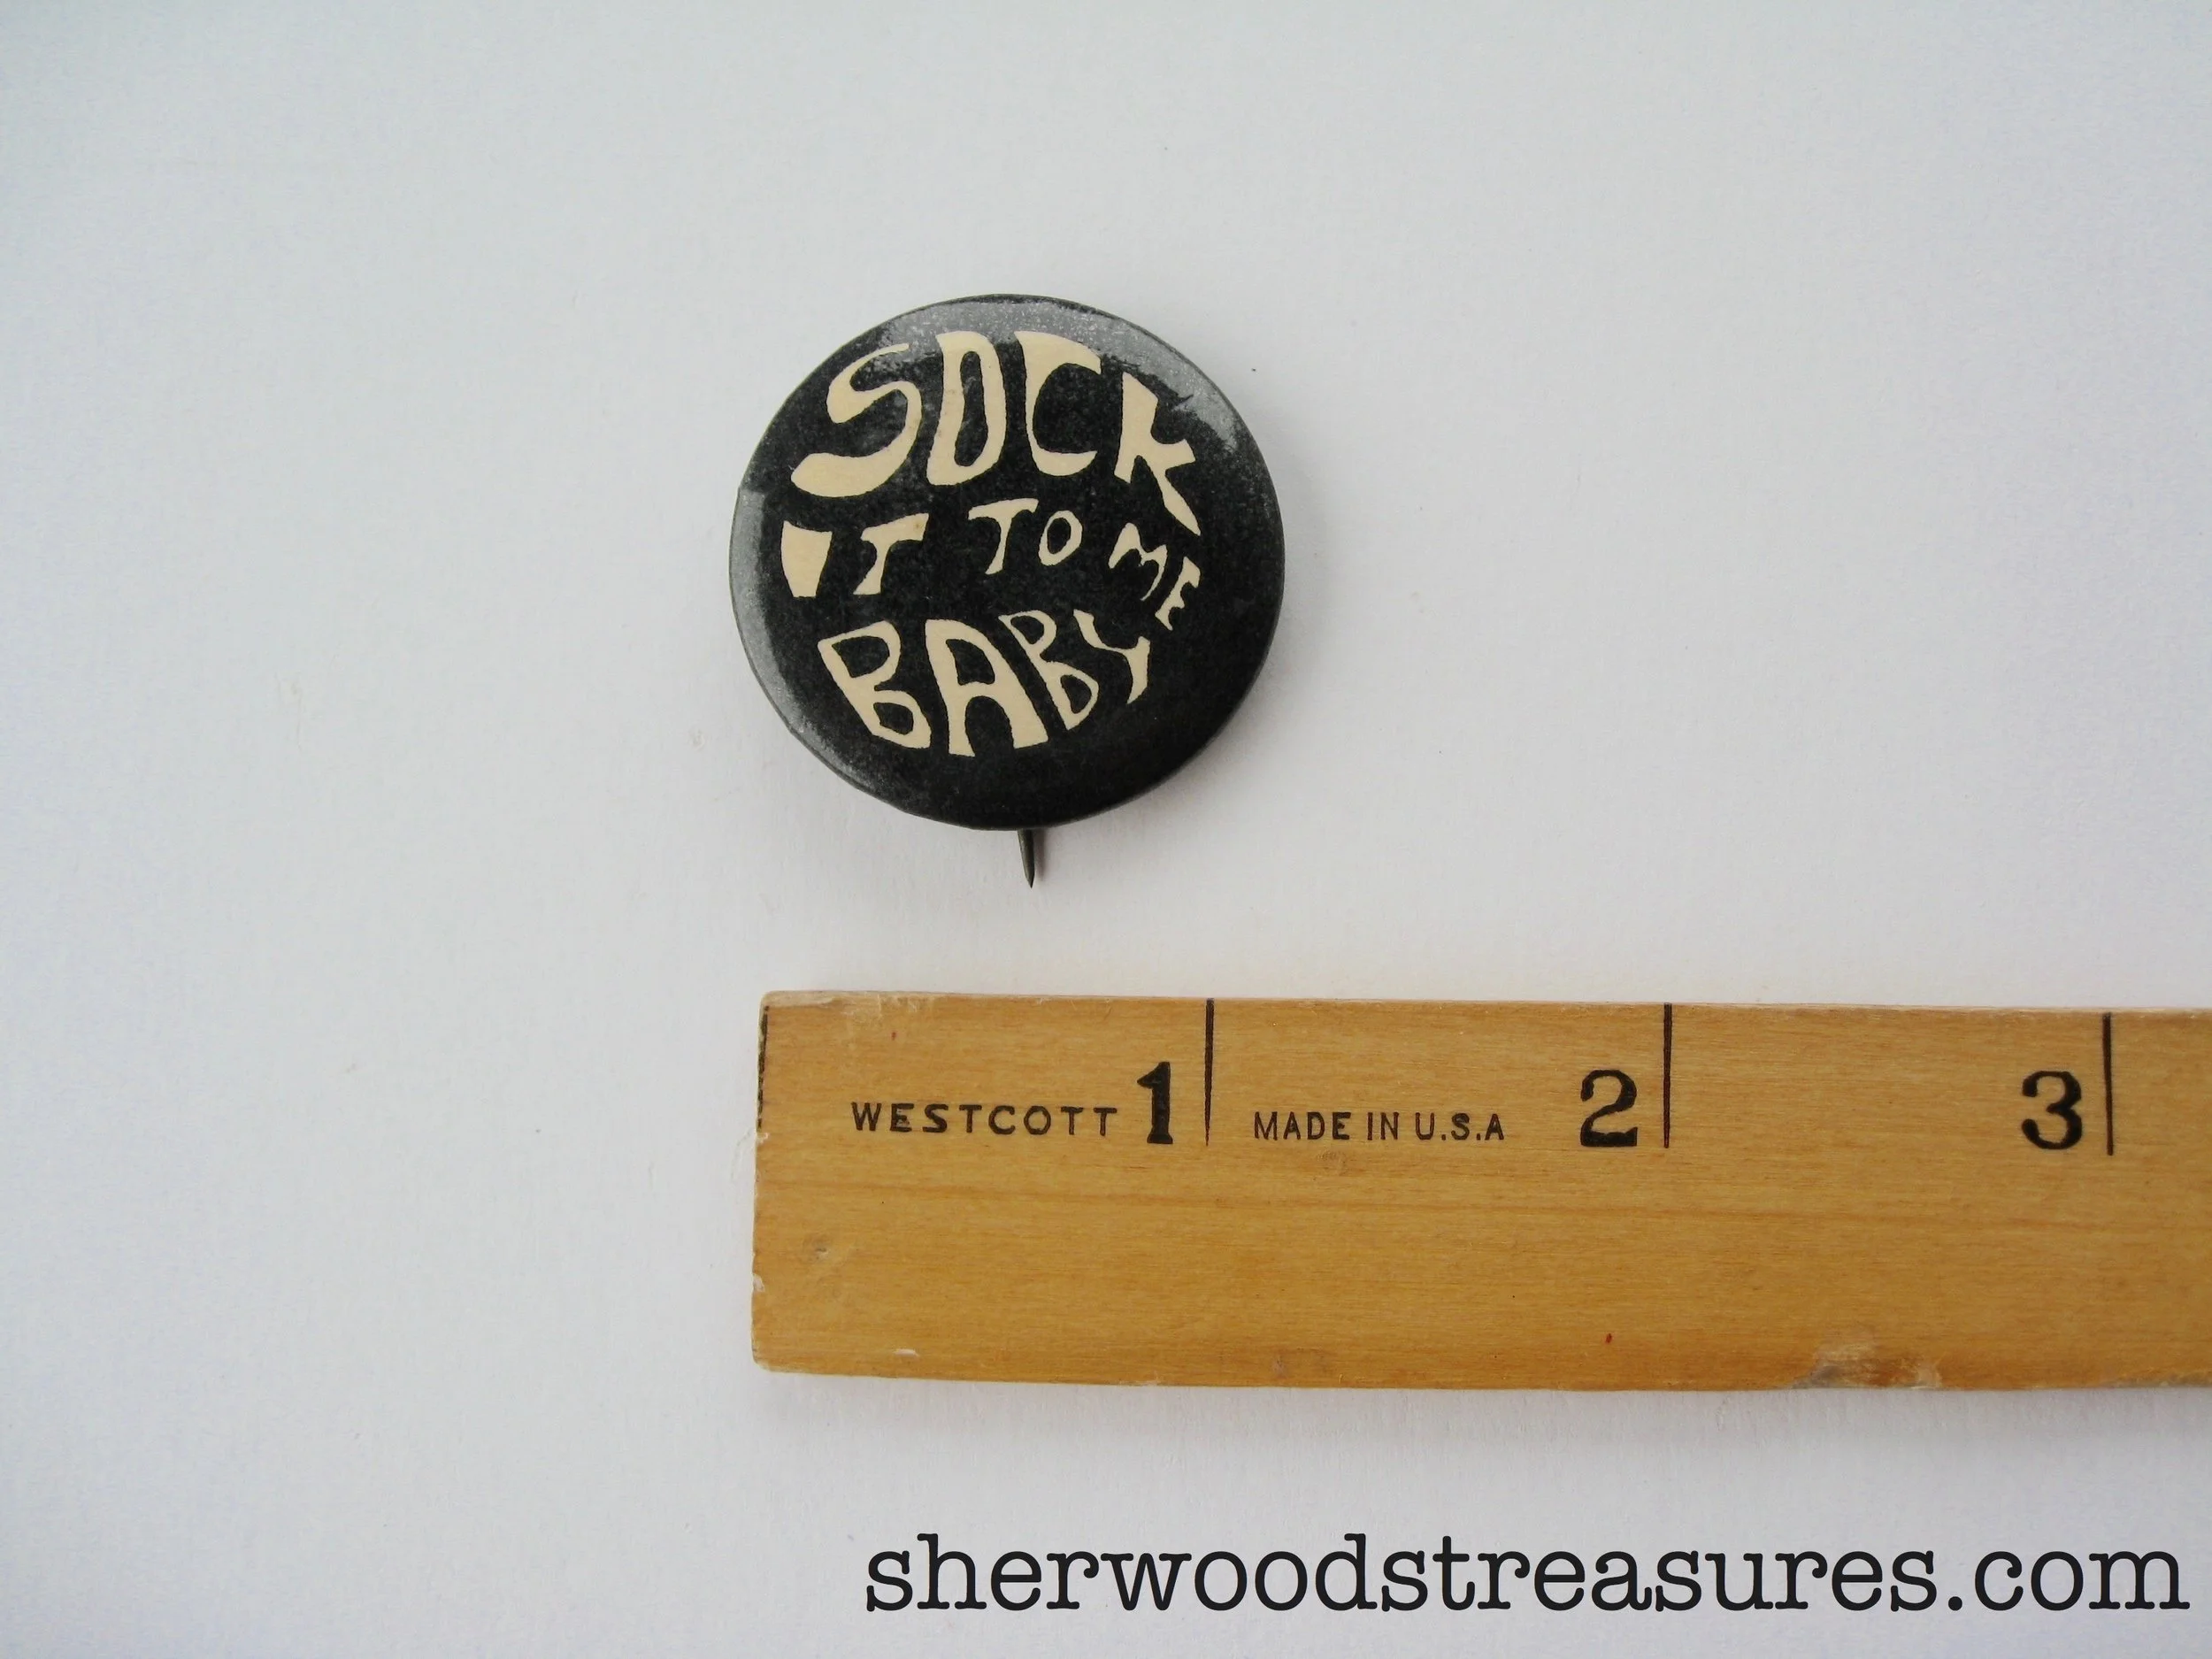 SOCK
IT TO ME
BABY
WESTCOTT 1 MADE IN U.S.A 2 3
sherwoodstreasures.com